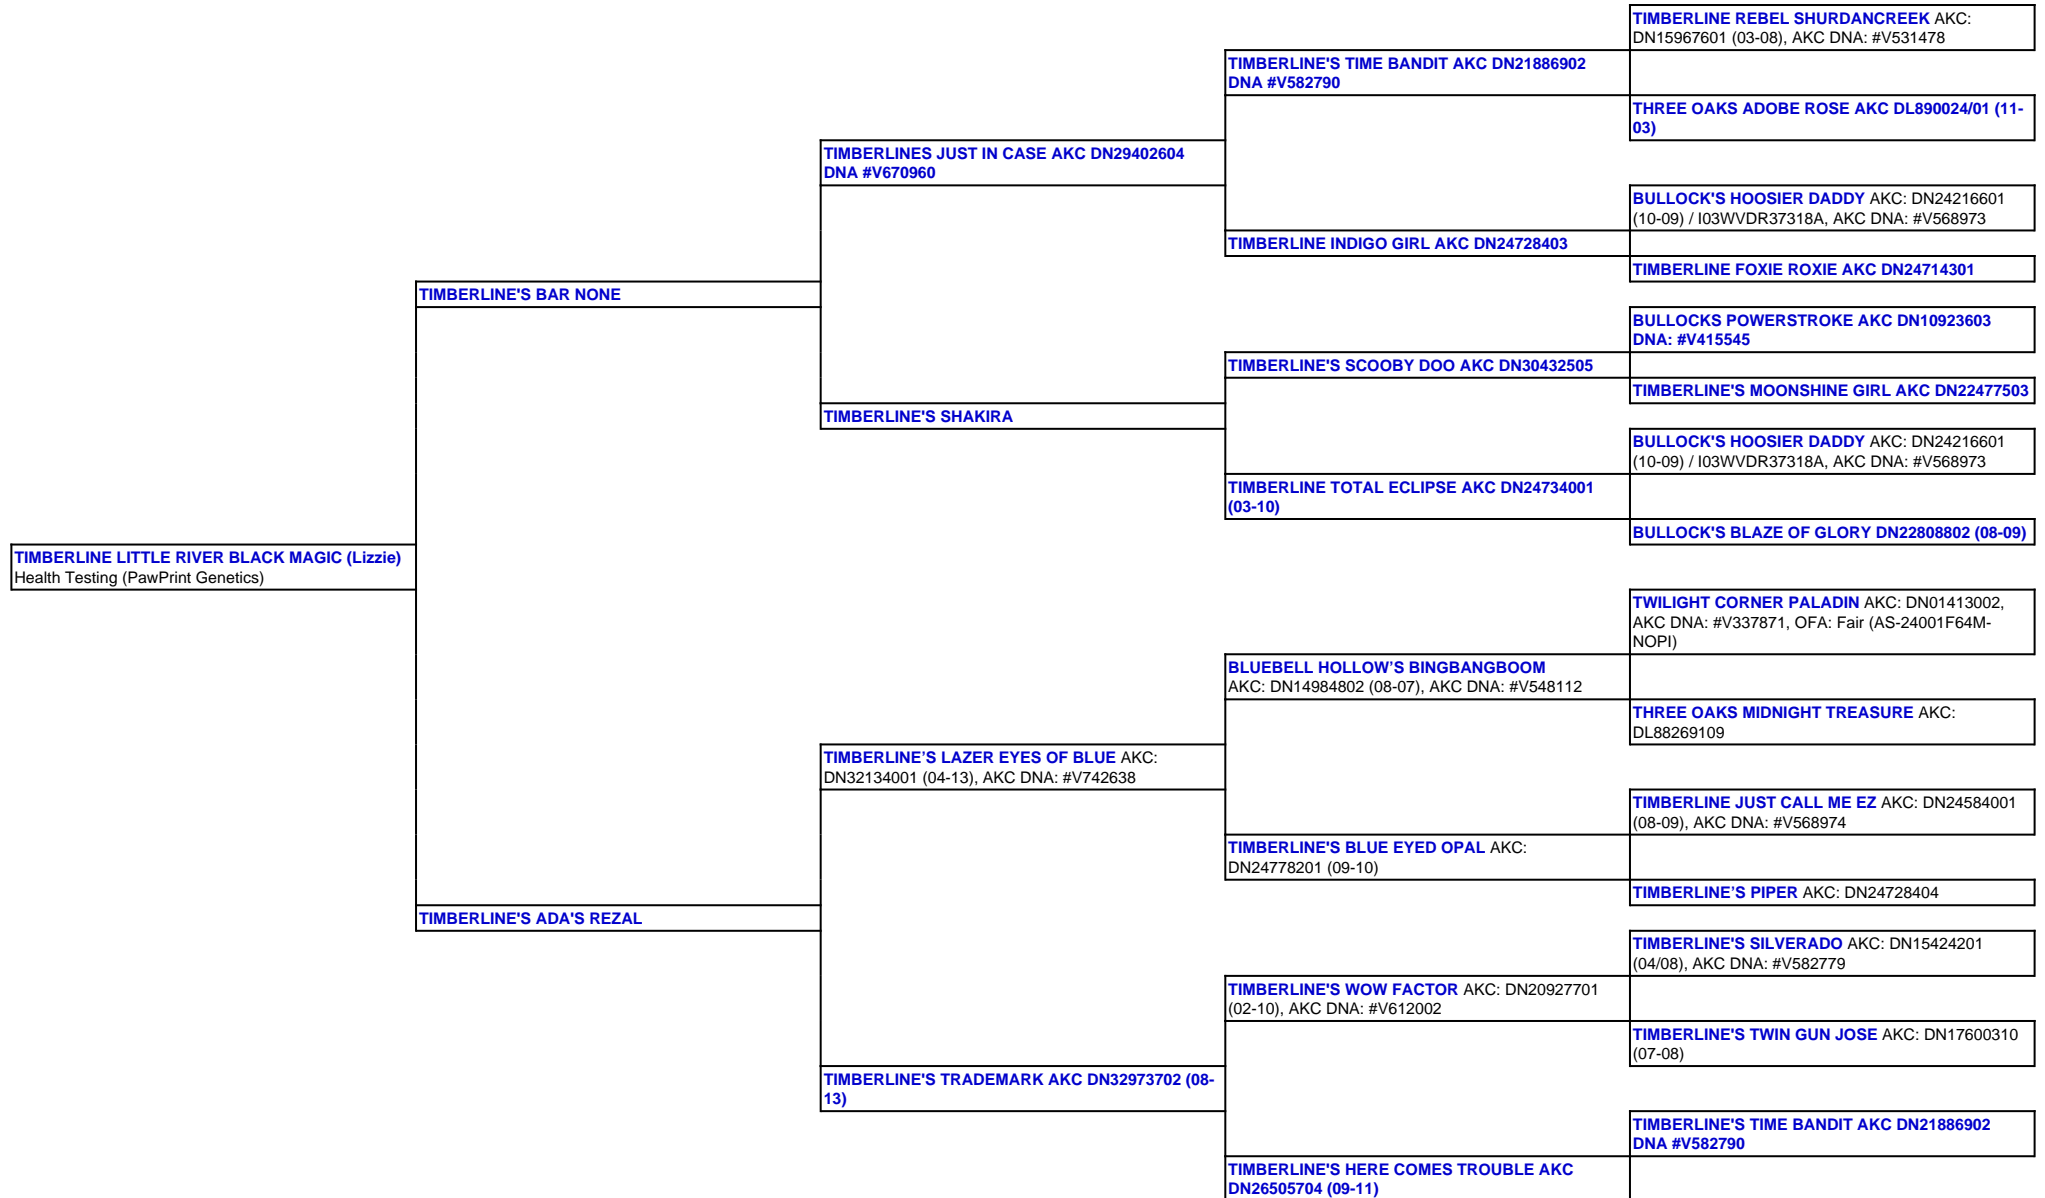 TIMBERLINE REBEL SHURDANCREEK AKC:
DN15967601 (03-08), AKC DNA: #V531478
TIMBERLINE'S TIME BANDIT AKC DN21886902
DNA #V582790
THREE OAKS ADOBE ROSE AKC DL890024/01 (11-
03)
TIMBERLINES JUST IN CASE AKC DN29402604
DNA #V670960
BULLOCK'S HOOSIER DADDY AKC: DN24216601
(10-09) / I03WVDR37318A, AKC DNA: #V568973
TIMBERLINE INDIGO GIRL AKC DN24728403
TIMBERLINE FOXIE ROXIE AKC DN24714301
TIMBERLINE'S BAR NONE
BULLOCKS POWERSTROKE AKC DN10923603
DNA: #V415545
TIMBERLINE'S SCOOBY DOO AKC DN30432505
TIMBERLINE'S MOONSHINE GIRL AKC DN22477503
TIMBERLINE'S SHAKIRA
BULLOCK'S HOOSIER DADDY AKC: DN24216601
(10-09) / I03WVDR37318A, AKC DNA: #V568973
TIMBERLINE TOTAL ECLIPSE AKC DN24734001
(03-10)
BULLOCK'S BLAZE OF GLORY DN22808802 (08-09)
TIMBERLINE LITTLE RIVER BLACK MAGIC (Lizzie)
Health Testing (PawPrint Genetics)
TWILIGHT CORNER PALADIN AKC: DN01413002,
AKC DNA: #V337871, OFA: Fair (AS-24001F64M-
NOPI)
BLUEBELL HOLLOW’S BINGBANGBOOM
AKC: DN14984802 (08-07), AKC DNA: #V548112
THREE OAKS MIDNIGHT TREASURE AKC:
DL88269109
TIMBERLINE’S LAZER EYES OF BLUE AKC:
DN32134001 (04-13), AKC DNA: #V742638
TIMBERLINE JUST CALL ME EZ AKC: DN24584001
(08-09), AKC DNA: #V568974
TIMBERLINE'S BLUE EYED OPAL AKC:
DN24778201 (09-10)
TIMBERLINE’S PIPER AKC: DN24728404
TIMBERLINE'S ADA'S REZAL
TIMBERLINE'S SILVERADO AKC: DN15424201
(04/08), AKC DNA: #V582779
TIMBERLINE'S WOW FACTOR AKC: DN20927701
(02-10), AKC DNA: #V612002
TIMBERLINE'S TWIN GUN JOSE AKC: DN17600310
(07-08)
TIMBERLINE'S TRADEMARK AKC DN32973702 (08-
13)
TIMBERLINE'S TIME BANDIT AKC DN21886902
DNA #V582790
TIMBERLINE'S HERE COMES TROUBLE AKC
DN26505704 (09-11)